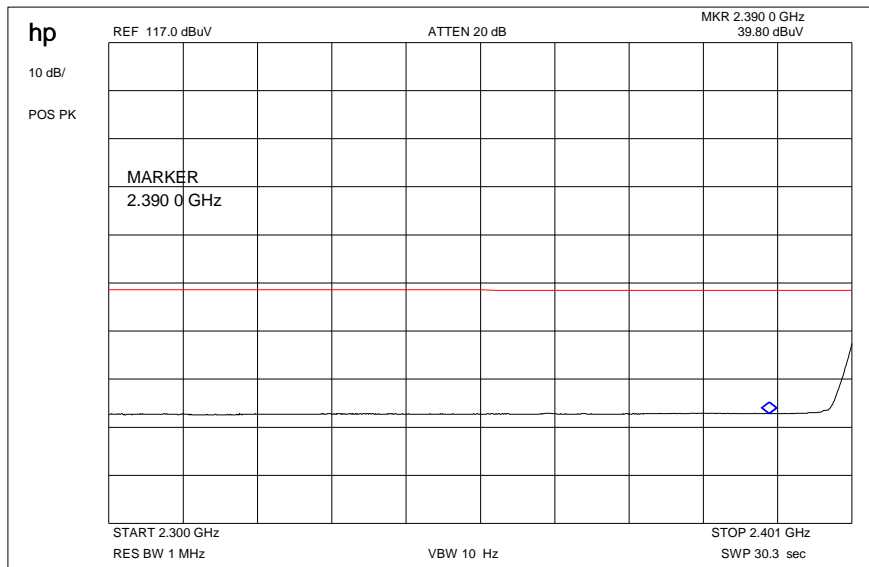 hp
REF 117.0 dBuV
ATTEN 20 dB
MKR 2.390 0 GHz
39.80 dBuV
10 dB/
POS PK
MARKER
2.390 0 GHz
START 2.300 GHz
STOP 2.401 GHz
RES BW 1 MHz
VBW 10 Hz
SWP 30.3 sec